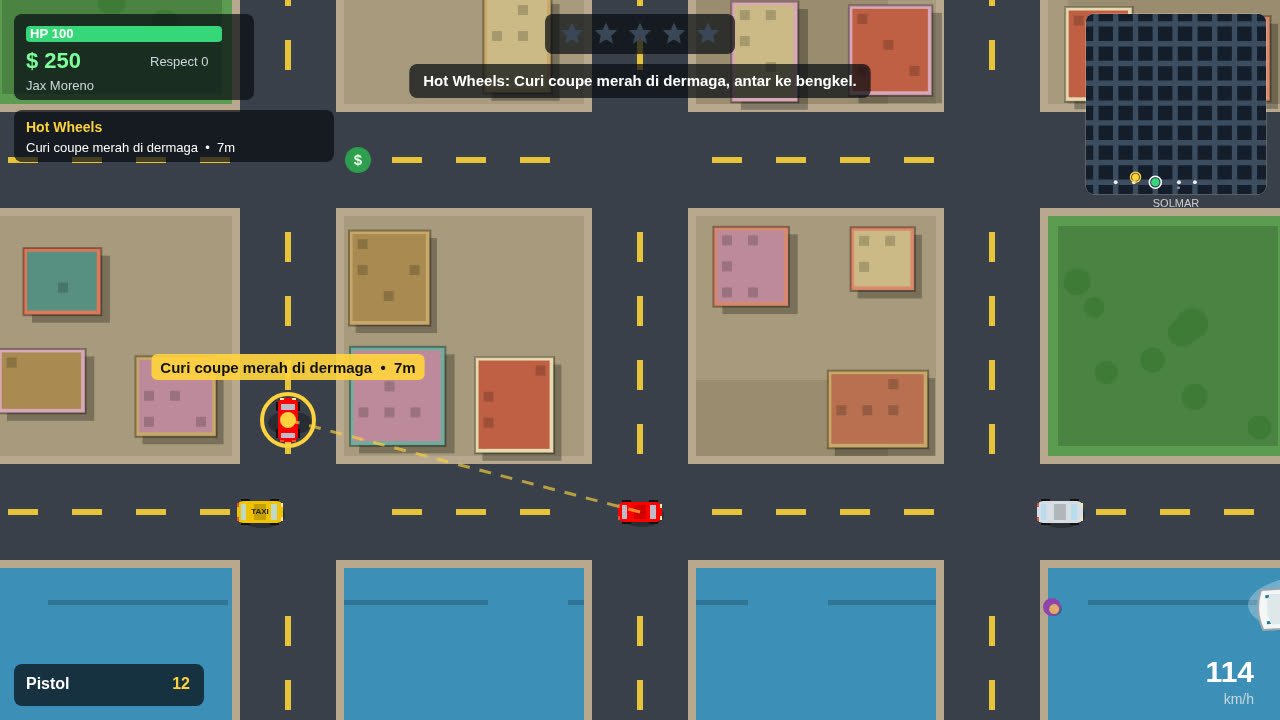 HP 100
$ 250
Respect 0
Jax Moreno
Hot Wheels: Curi coupe merah di dermaga, antar ke bengkel.
Hot Wheels
Curi coupe merah di dermaga • 7m
$
SOLMAR
Curi coupe merah di dermaga • 7m
TAXI
Pistol 12
114
km/h